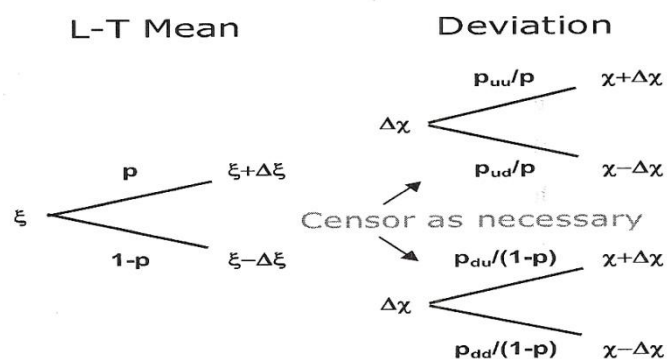 L-T Mean
Deviation
p_uu/p
χ+Δχ
Δχ
p_ud/p
χ−Δχ
p
ξ+Δξ
ξ
1-p
ξ−Δξ
Censor as necessary
p_du/(1-p)
χ+Δχ
Δχ
p_dd/(1-p)
χ−Δχ